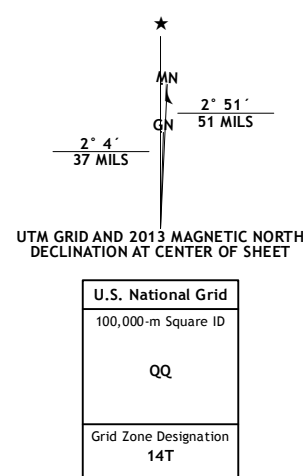 ★
MN
GN
2° 51´
51 MILS
2° 4´
37 MILS
UTM GRID AND 2013 MAGNETIC NORTH
DECLINATION AT CENTER OF SHEET
U.S. National Grid
100,000-m Square ID
QQ
Grid Zone Designation
14T